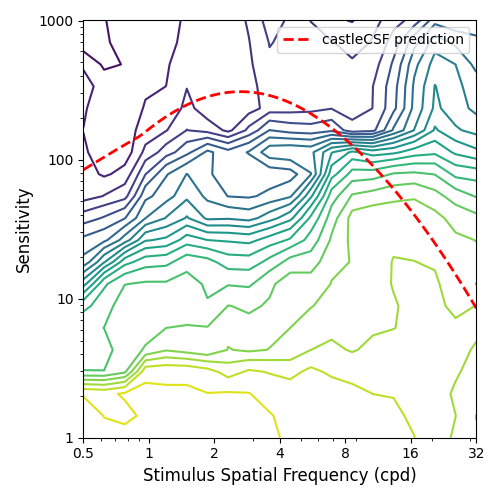 1000
castleCSF prediction
100
10
1
Sensitivity
0.5 1 2 4 8 16 32
Stimulus Spatial Frequency (cpd)